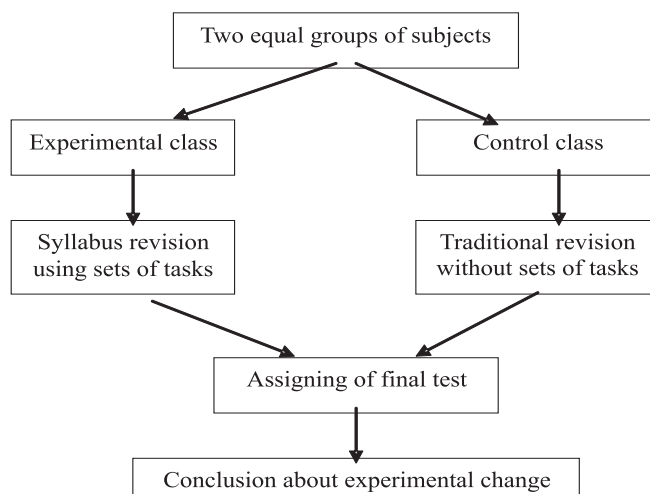 Two equal groups of subjects
Experimental class
Control class
Syllabus revision
using sets of tasks
Traditional revision
without sets of tasks
Assigning of final test
Conclusion about experimental change